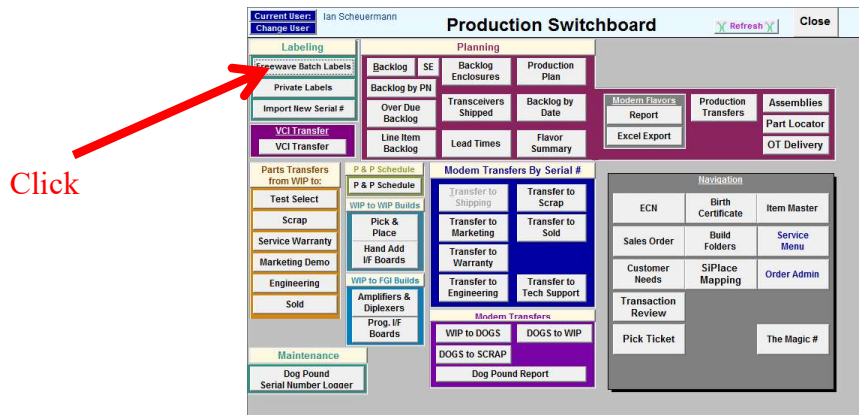 Current User: Ian Scheuermann
Change User
Production Switchboard
Refresh
Close
Labeling
Freewave Batch Labels
Private Labels
Import New Serial #
VCI Transfer
VCI Transfer
Planning
Backlog
SE
Backlog
Enclosures
Production
Plan
Backlog by PN
Over Due
Backlog
Transceivers
Shipped
Backlog by
Date
Line Item
Backlog
Lead Times
Flavor
Summary
Modem Flavors
Report
Excel Export
Production
Transfers
Assemblies
Part Locator
OT Delivery
Click
Parts Transfers
from WIP to:
Test Select
Scrap
Service Warranty
Marketing Demo
Engineering
Sold
P & P Schedule
P & P Schedule
WIP to WIP Builds
Pick &
Place
Hand Add
I/F Boards
WIP to FGI Builds
Amplifiers &
Diplexers
Prog. I/F
Boards
Modem Transfers By Serial #
Transfer to
Shipping
Transfer to
Scrap
Transfer to
Marketing
Transfer to
Sold
Transfer to
Warranty
Transfer to
Engineering
Transfer to
Tech Support
Modem Transfers
WIP to DOGS
DOGS to WIP
DOGS to SCRAP
Dog Pound Report
Navigation
ECN
Birth
Certificate
Item Master
Sales Order
Build
Folders
Service
Menu
Customer
Needs
SiPlace
Mapping
Order Admin
Transaction
Review
Pick Ticket
The Magic #
Maintenance
Dog Pound
Serial Number Logger